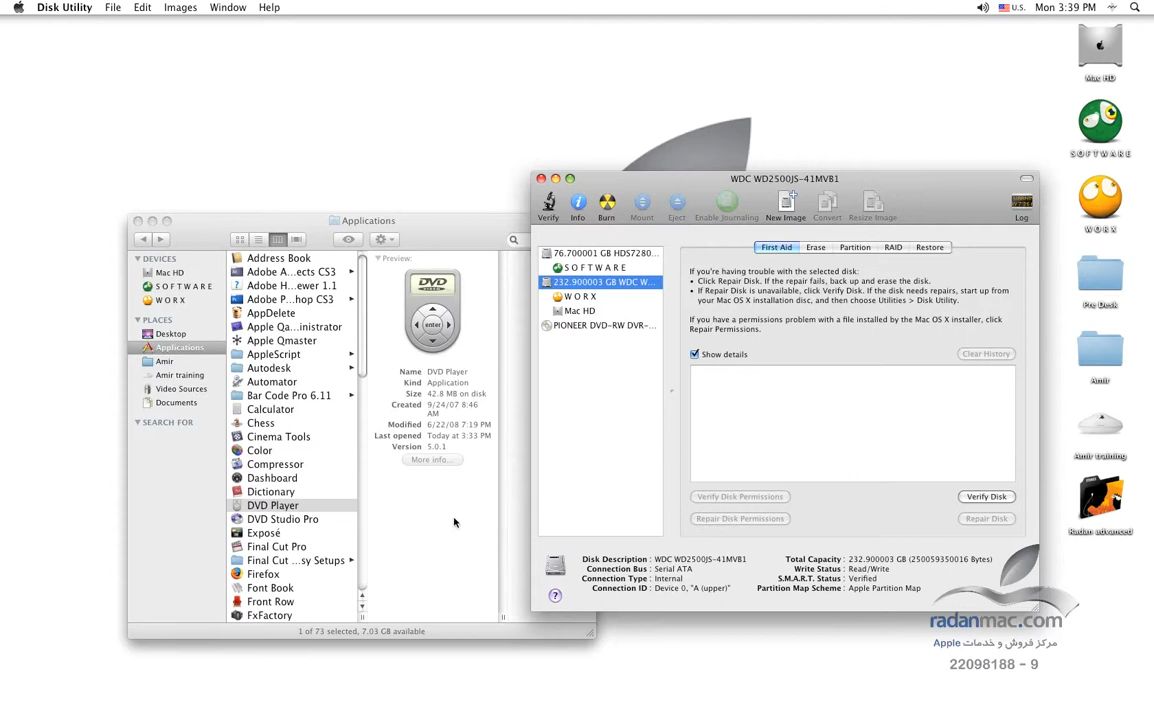 Disk Utility File Edit Images Window Help
U.S. Mon 3:39 PM
Mac HD
SOFTWARE
WORX
Pre Desk
Amir
Amir training
Radan advanced
Applications
DEVICES
Mac HD
SOFTWARE
WORX
PLACES
Desktop
Applications
Amir
Amir training
Video Sources
Documents
SEARCH FOR
Address Book
Adobe A...ects CS3
Adobe H...ewer 1.1
Adobe P...hop CS3
AppDelete
Apple Qa...inistrator
Apple Qmaster
AppleScript
Autodesk
Automator
Bar Code Pro 6.11
Calculator
Chess
Cinema Tools
Color
Compressor
Dashboard
Dictionary
DVD Player
DVD Studio Pro
Exposé
Final Cut Pro
Final Cut ...sy Setups
Firefox
Font Book
Front Row
FxFactory
Preview:
DVD
VIDEO
enter
Name DVD Player
Kind Application
Size 42.8 MB on disk
Created 9/24/07 8:46
AM
Modified 6/22/08 7:19 PM
Last opened Today at 3:33 PM
Version 5.0.1
More info...
1 of 73 selected, 7.03 GB available
WDC WD2500JS-41MVB1
Verify Info Burn Mount Eject Enable Journaling New Image Convert Resize Image Log
76.700001 GB HDS7280...
SOFTWARE
232.900003 GB WDC W...
WORX
Mac HD
PIONEER DVD-RW DVR-...
First Aid Erase Partition RAID Restore
If you're having trouble with the selected disk:
• Click Repair Disk. If the repair fails, back up and erase the disk.
• If Repair Disk is unavailable, click Verify Disk. If the disk needs repairs, start up from
your Mac OS X installation disc, and then choose Utilities > Disk Utility.
If you have a permissions problem with a file installed by the Mac OS X installer, click
Repair Permissions.
Show details Clear History
Verify Disk Permissions Verify Disk
Repair Disk Permissions Repair Disk
Disk Description : WDC WD2500JS-41MVB1
Connection Bus : Serial ATA
Connection Type : Internal
Connection ID : Device 0, "A (upper)"
Total Capacity : 232.900003 GB (250059350016 Bytes)
Write Status : Read/Write
S.M.A.R.T. Status : Verified
Partition Map Scheme : Apple Partition Map
radanmac.com
مرکز فروش و خدمات Apple
22098188 - 9